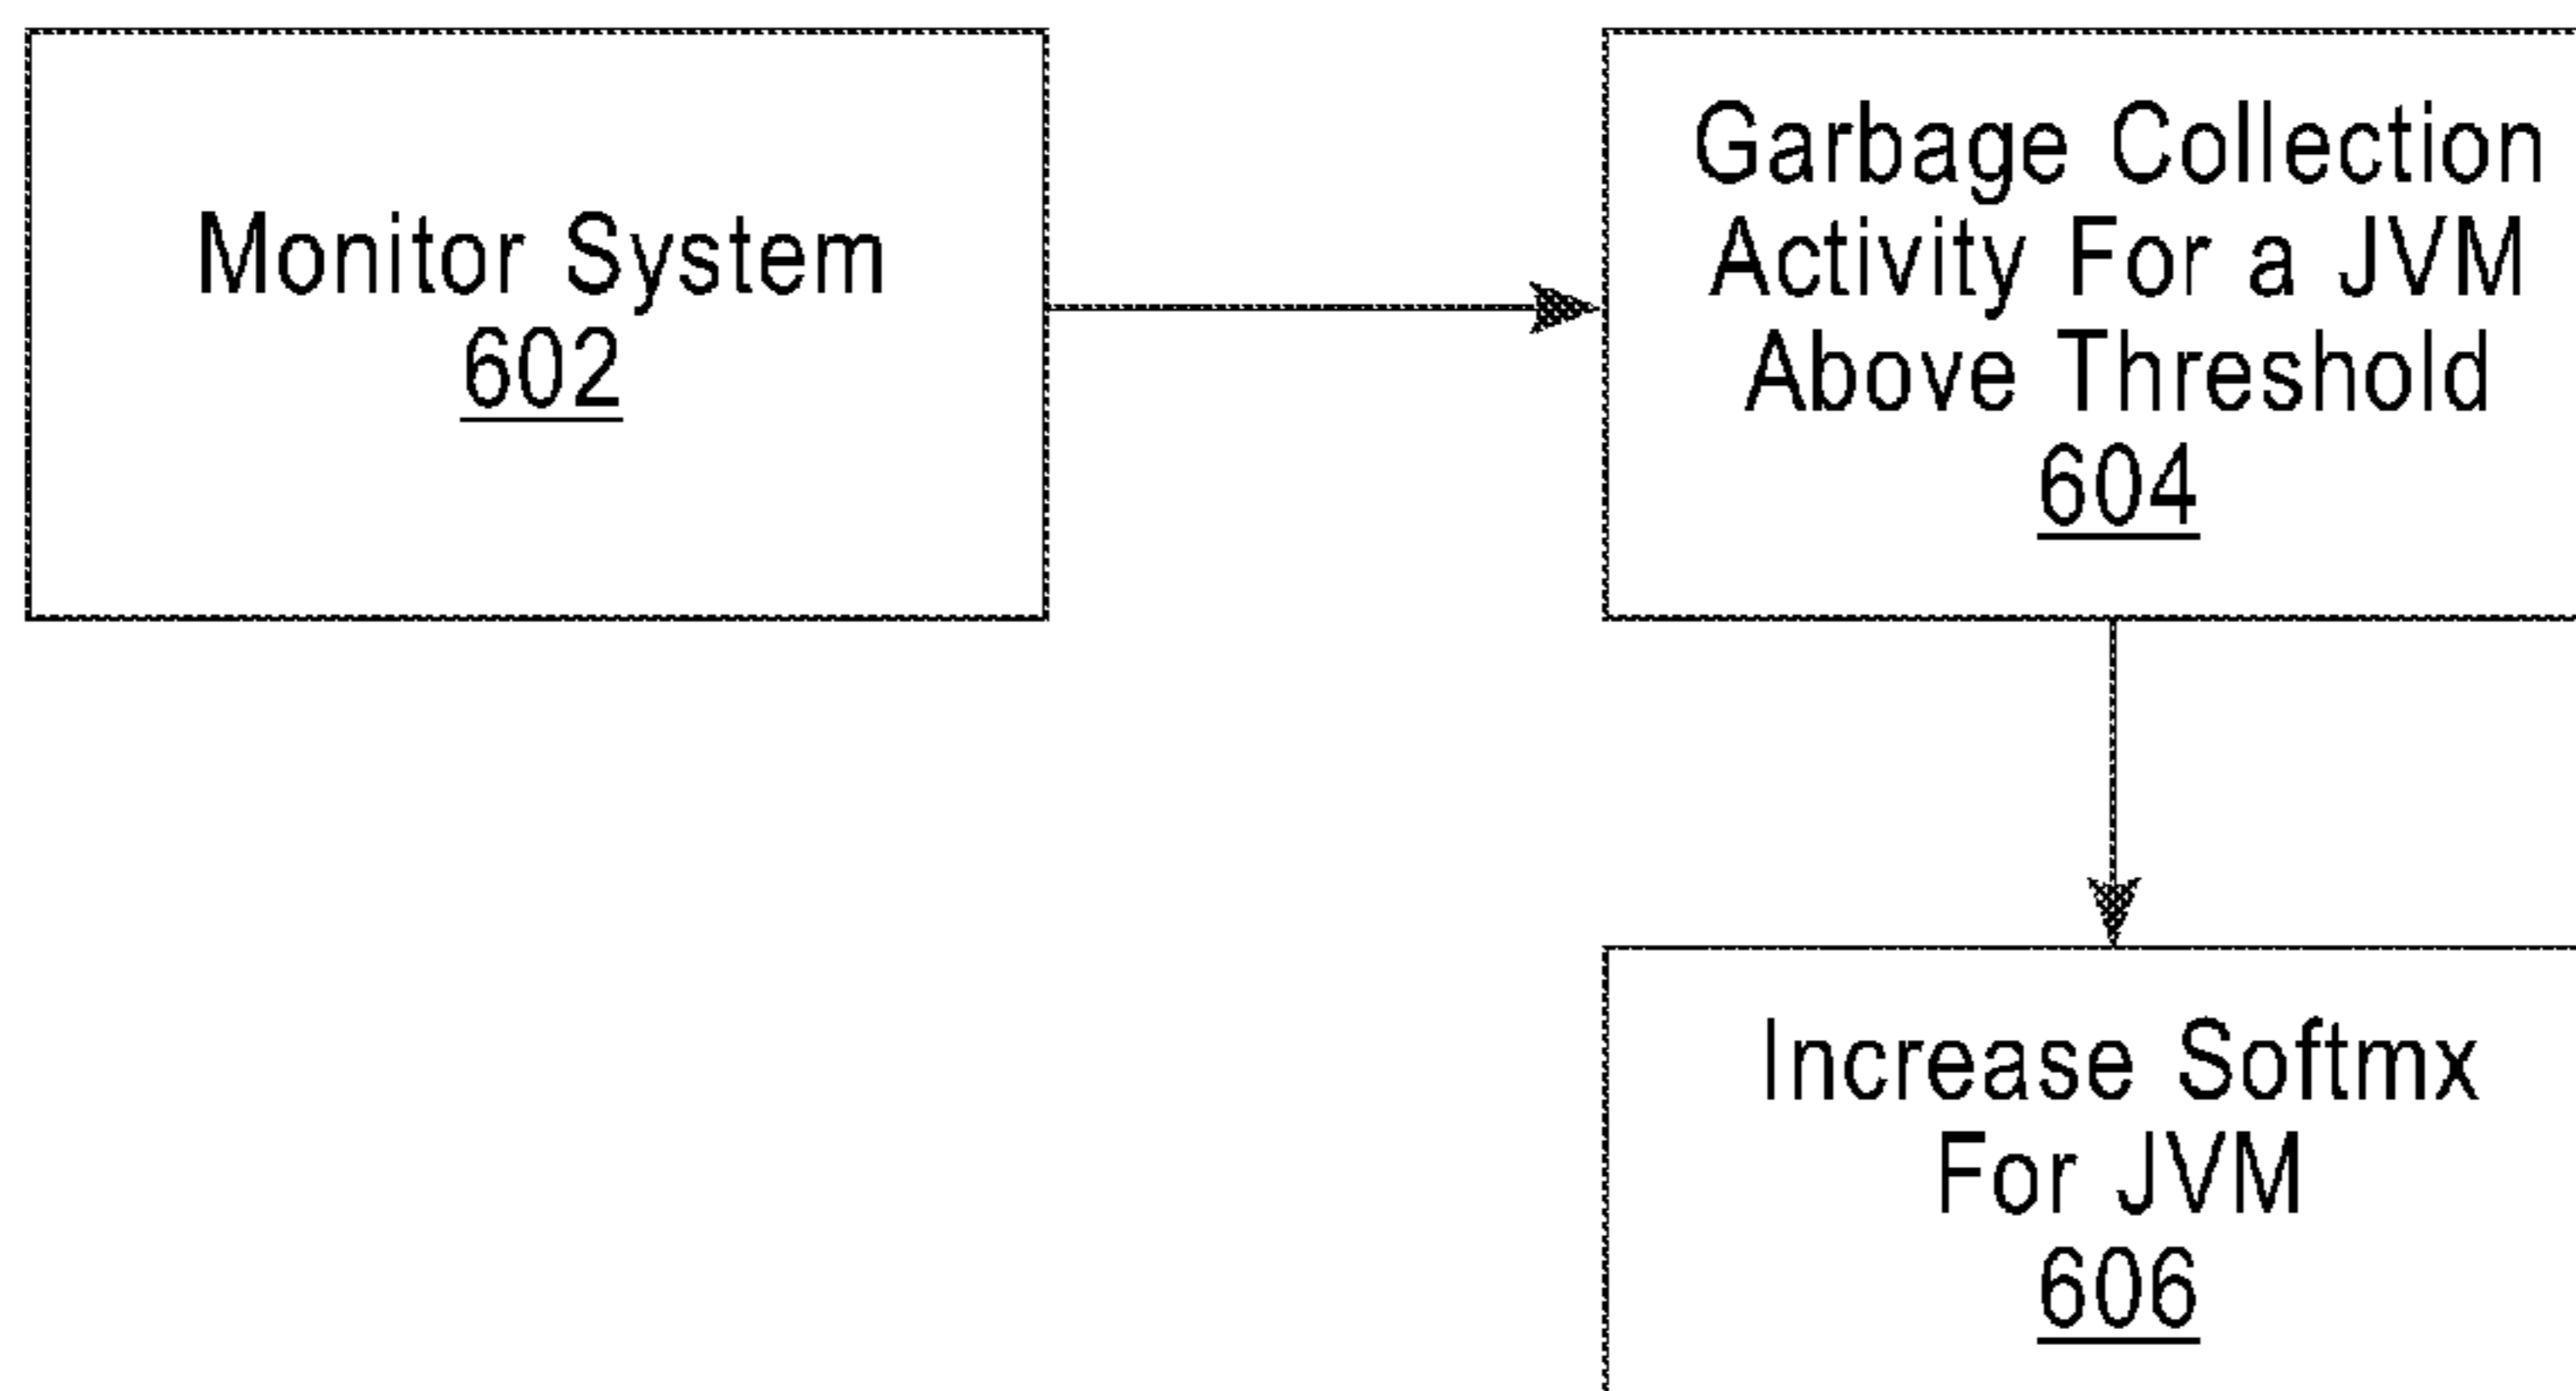 Monitor System
602
Garbage Collection
Activity For a JVM
Above Threshold
604
Increase Softmx
For JVM
606